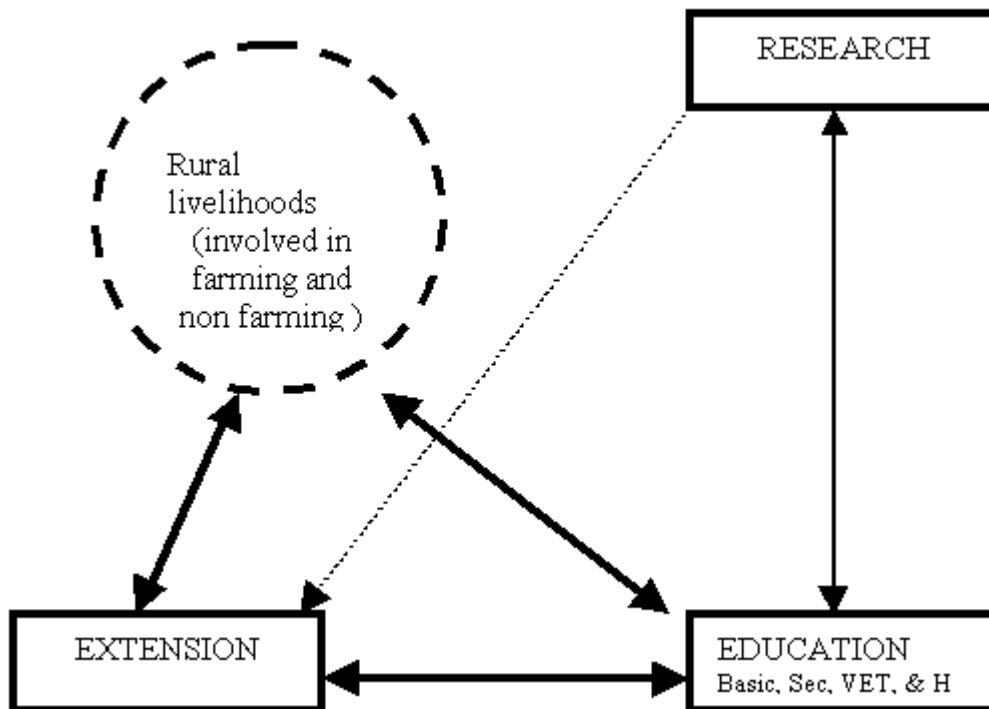 RESEARCH
Rural
livelihoods
(involved in
farming and
non farming )
EXTENSION
EDUCATION
Basic, Sec, VET, & H